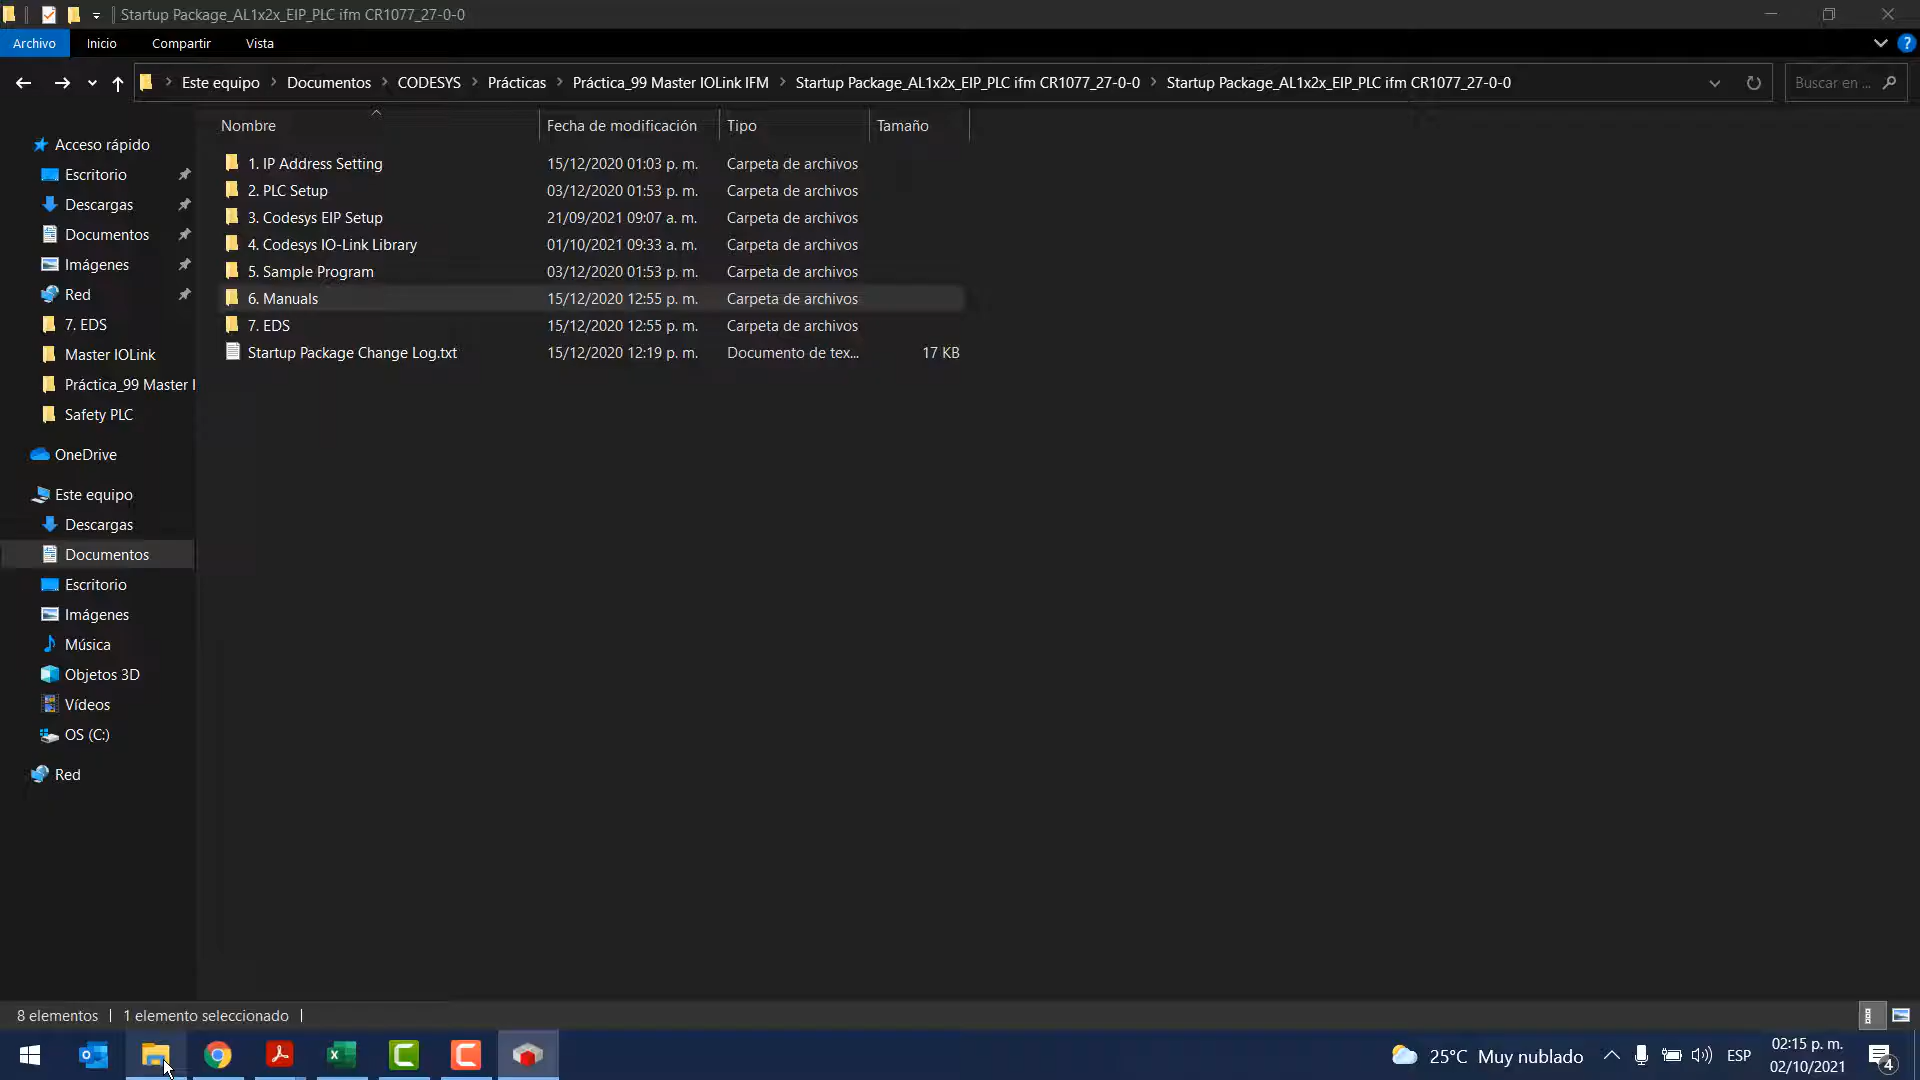 Startup Package_AL1x2x_EIP_PLC ifm CR1077_27-0-0
Archivo Inicio Compartir Vista
Este equipo Documentos CODESYS Prácticas Práctica_99 Master IOLink IFM Startup Package_AL1x2x_EIP_PLC ifm CR1077_27-0-0 Startup Package_AL1x2x_EIP_PLC ifm CR1077_27-0-0 Buscar en ...
Nombre Fecha de modificación Tipo Tamaño
1. IP Address Setting 15/12/2020 01:03 p. m. Carpeta de archivos
2. PLC Setup 03/12/2020 01:53 p. m. Carpeta de archivos
3. Codesys EIP Setup 21/09/2021 09:07 a. m. Carpeta de archivos
4. Codesys IO-Link Library 01/10/2021 09:33 a. m. Carpeta de archivos
5. Sample Program 03/12/2020 01:53 p. m. Carpeta de archivos
6. Manuals 15/12/2020 12:55 p. m. Carpeta de archivos
7. EDS 15/12/2020 12:55 p. m. Carpeta de archivos
Startup Package Change Log.txt 15/12/2020 12:19 p. m. Documento de tex... 17 KB
Acceso rápido
Escritorio
Descargas
Documentos
Imágenes
Red
7. EDS
Master IOLink
Práctica_99 Master I
Safety PLC
OneDrive
Este equipo
Descargas
Documentos
Escritorio
Imágenes
Música
Objetos 3D
Vídeos
OS (C:)
Red
8 elementos 1 elemento seleccionado
25°C Muy nublado ESP
02:15 p. m.
02/10/2021
4